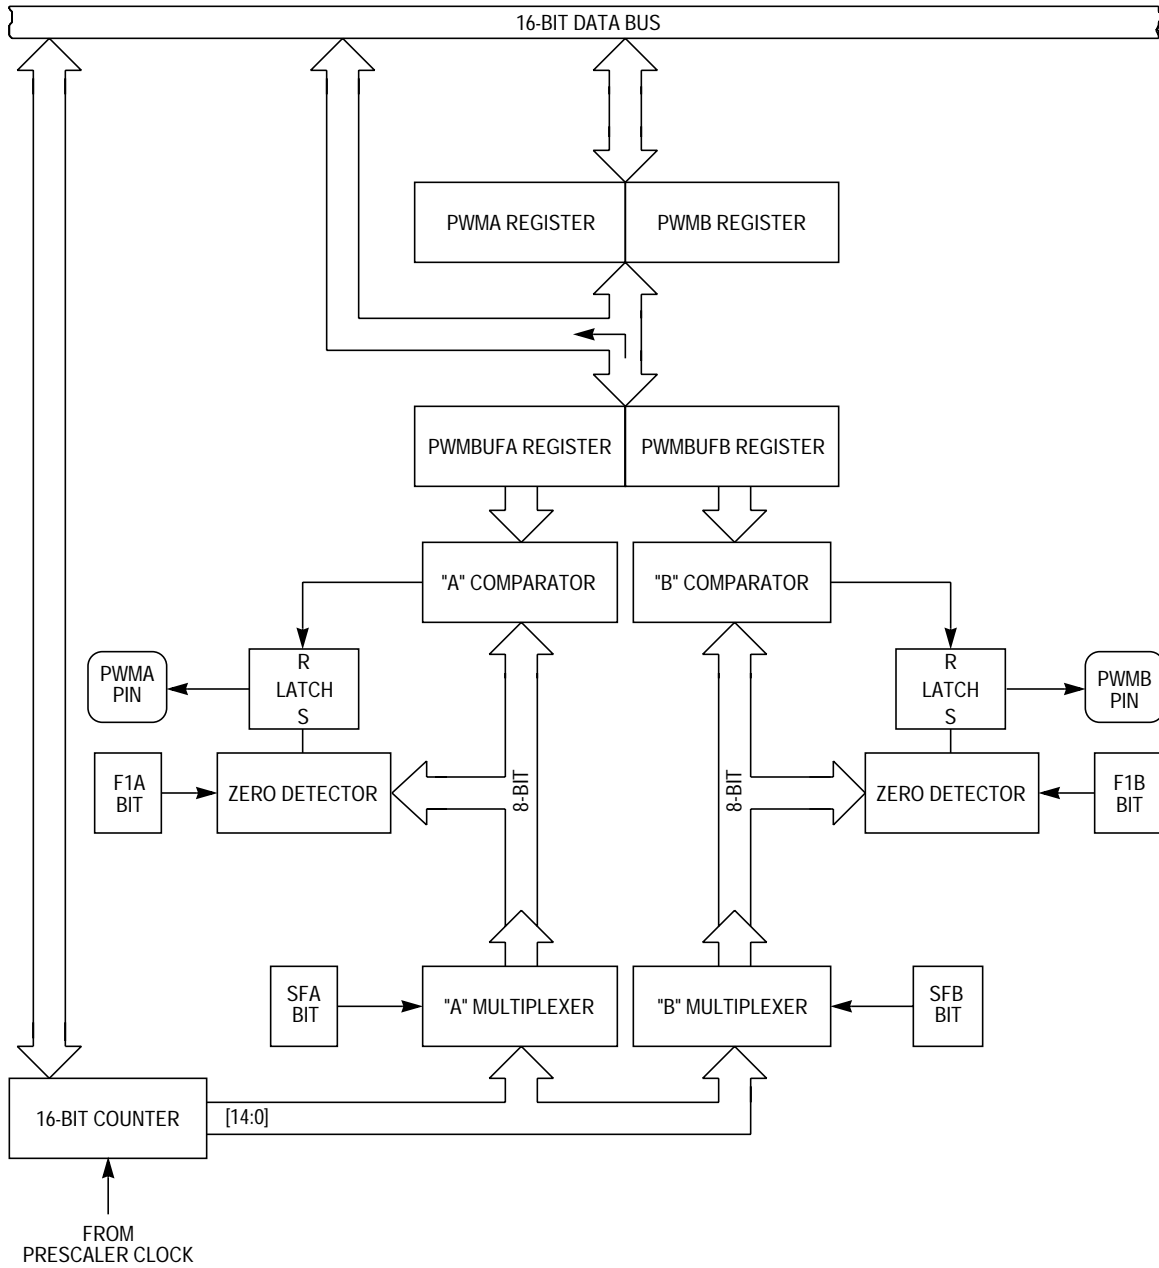 16-BIT DATA BUS
PWMA REGISTER
PWMB REGISTER
PWMBUFA REGISTER
PWMBUFB REGISTER
"A" COMPARATOR
"B" COMPARATOR
R
LATCH
S
R
LATCH
S
PWMA
PIN
PWMB
PIN
F1A
BIT
ZERO DETECTOR
8-BIT
8-BIT
ZERO DETECTOR
F1B
BIT
SFA
BIT
"A" MULTIPLEXER
"B" MULTIPLEXER
SFB
BIT
16-BIT COUNTER
[14:0]
FROM
PRESCALER CLOCK